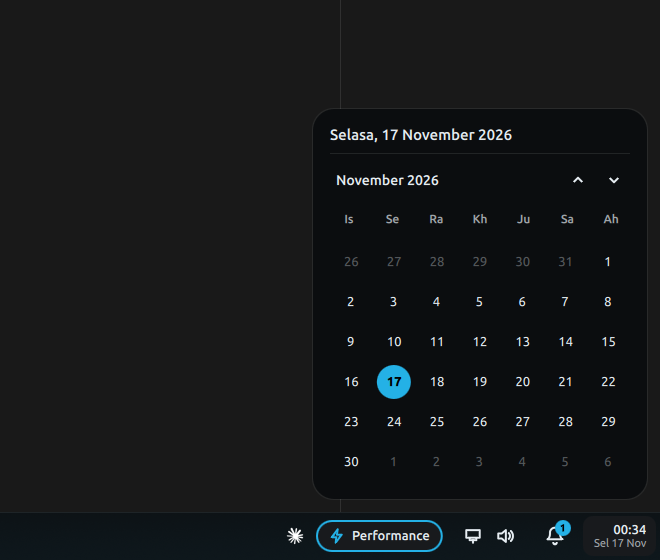 Selasa, 17 November 2026
November 2026
Is Se Ra Kh Ju Sa Ah
26 27 28 29 30 31 1
2 3 4 5 6 7 8
9 10 11 12 13 14 15
16 17 18 19 20 21 22
23 24 25 26 27 28 29
30 1 2 3 4 5 6
Performance 1 00:34
Sel 17 Nov